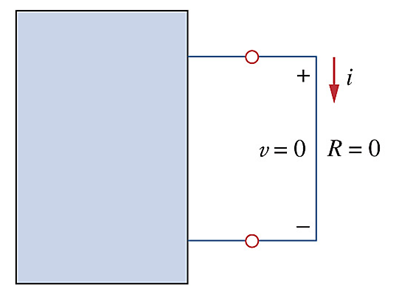 +
i
v = 0 R = 0
−